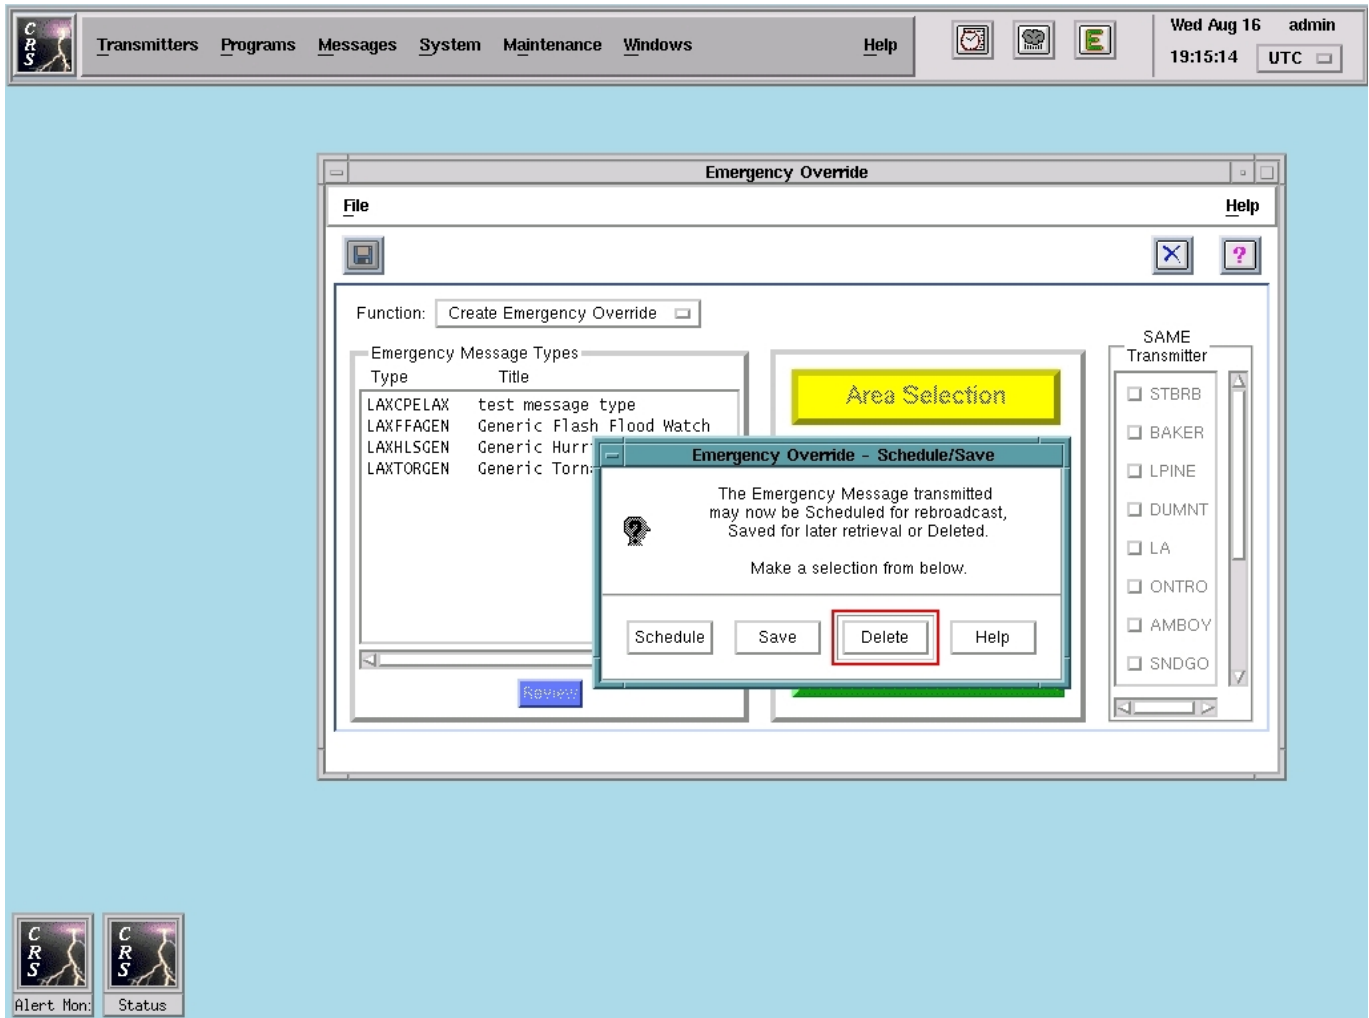 CRS
Transmitters Programs Messages System Maintenance Windows Help
E
Wed Aug 16 admin
19:15:14 UTC
Emergency Override
File Help
?
Function: Create Emergency Override
Emergency Message Types
Type Title
LAXCPELAX test message type
LAXFFAGEN Generic Flash Flood Watch
LAXHLSGEN Generic Hurr
LAXTORGEN Generic Torn
Review
Area Selection
SAME
Transmitter
STBRB
BAKER
LPINE
DUMNT
LA
ONTRO
AMBOY
SNDGO
Emergency Override - Schedule/Save
?
The Emergency Message transmitted
may now be Scheduled for rebroadcast,
Saved for later retrieval or Deleted.
Make a selection from below.
Schedule Save Delete Help
CRS
Alert Mon:
CRS
Status